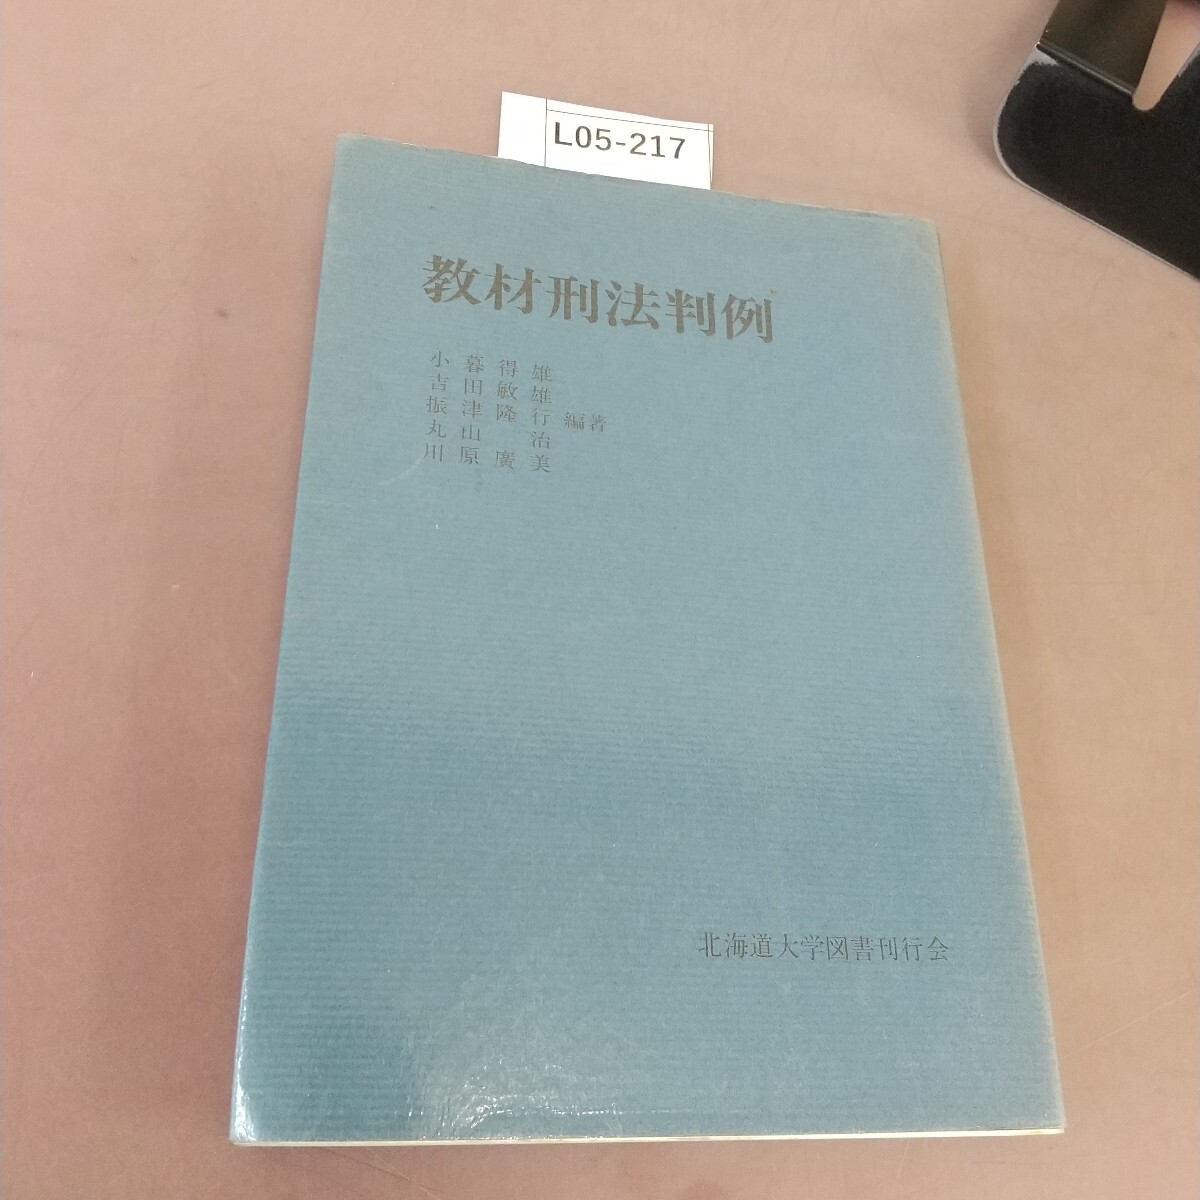 L05-217
教材刑法判例
小暮得雄
吉田敏雄
振津隆行 編著
丸山 治
川原廣美
北海道大学図書刊行会